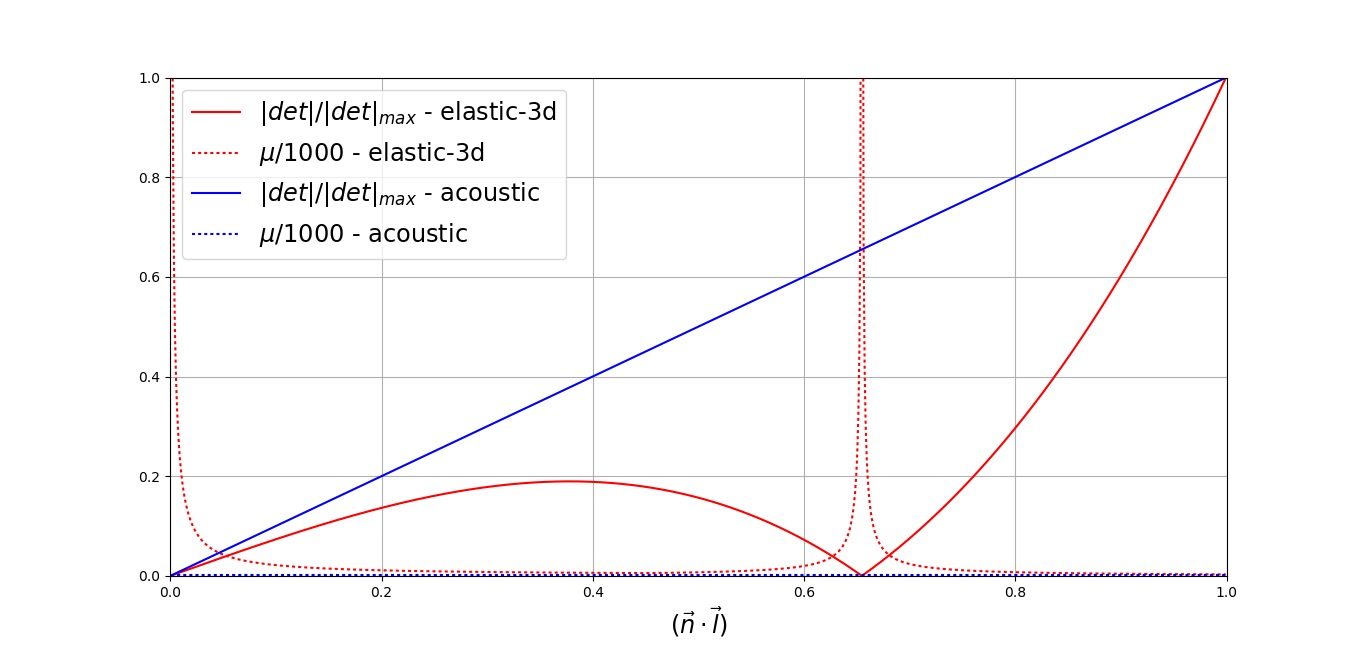 1.0
0.8
0.6
0.4
0.2
0.0
|det|/|det|ₘₐₓ - elastic-3d
μ/1000 - elastic-3d
|det|/|det|ₘₐₓ - acoustic
μ/1000 - acoustic
0.0 0.2 0.4 0.6 0.8 1.0
(n⃗ · l⃗)